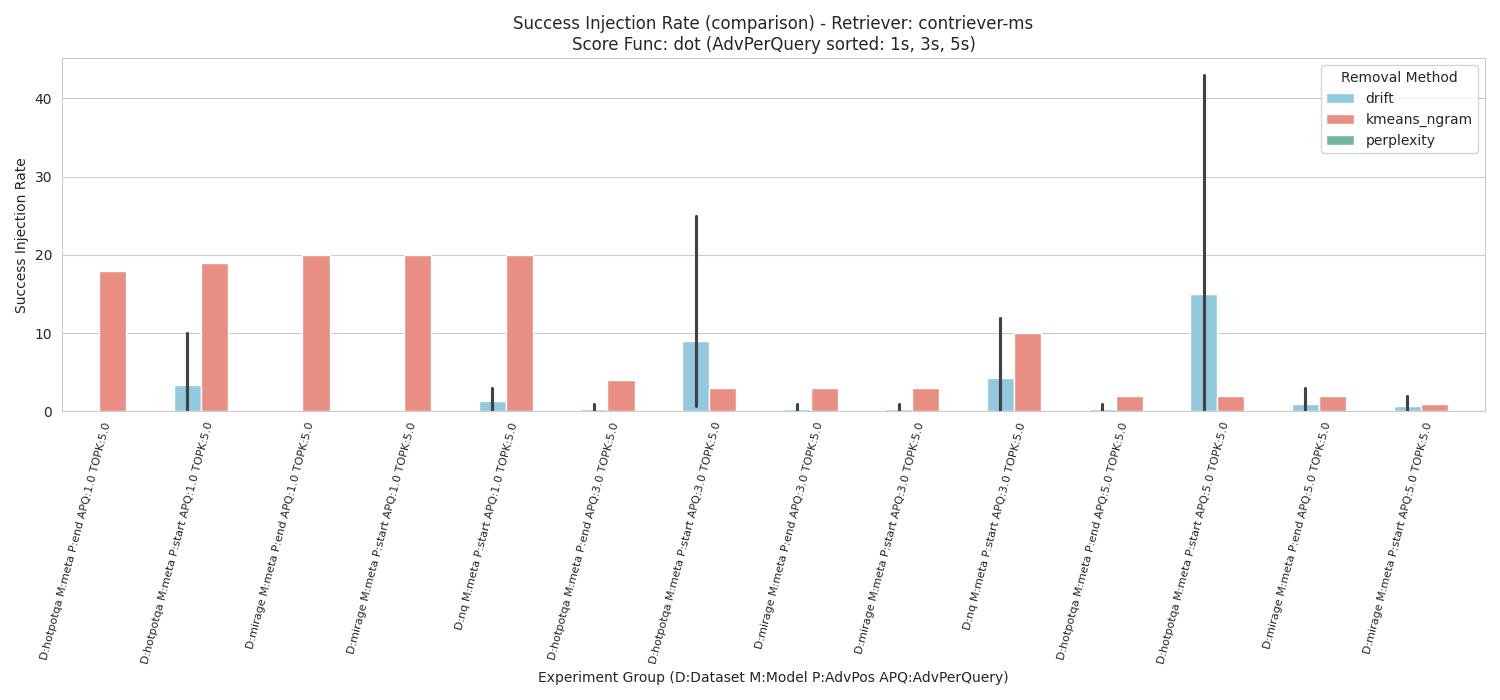 Success Injection Rate (comparison) - Retriever: contriever-ms
Score Func: dot (AdvPerQuery sorted: 1s, 3s, 5s)
Removal Method
drift
kmeans_ngram
perplexity
Success Injection Rate
40
30
20
10
0
D:hotpotqa M:meta P:end APQ:1.0 TOPK:5.0
D:hotpotqa M:meta P:start APQ:1.0 TOPK:5.0
D:mirage M:meta P:end APQ:1.0 TOPK:5.0
D:mirage M:meta P:start APQ:1.0 TOPK:5.0
D:nq M:meta P:start APQ:1.0 TOPK:5.0
D:hotpotqa M:meta P:end APQ:3.0 TOPK:5.0
D:hotpotqa M:meta P:start APQ:3.0 TOPK:5.0
D:mirage M:meta P:end APQ:3.0 TOPK:5.0
D:mirage M:meta P:start APQ:3.0 TOPK:5.0
D:nq M:meta P:start APQ:3.0 TOPK:5.0
D:hotpotqa M:meta P:end APQ:5.0 TOPK:5.0
D:hotpotqa M:meta P:start APQ:5.0 TOPK:5.0
D:mirage M:meta P:end APQ:5.0 TOPK:5.0
D:mirage M:meta P:start APQ:5.0 TOPK:5.0
Experiment Group (D:Dataset M:Model P:AdvPos APQ:AdvPerQuery)